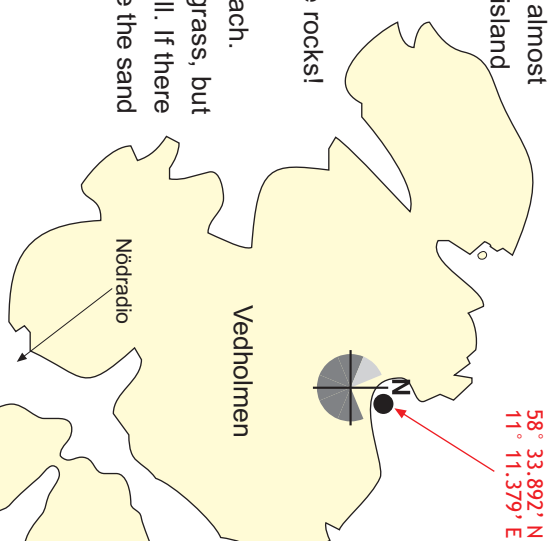 almost
island
58° 33.892' N
11° 11.379' E
e rocks!
ach.
grass, but
ll. If there
e the sand
N
Vedholmen
Nödradio